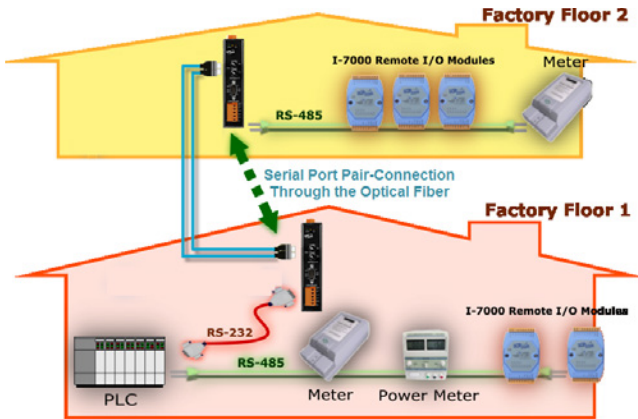 Factory Floor 2
I-7000 Remote I/O Modules
Meter
RS-485
Serial Port Pair-Connection
Through the Optical Fiber
Factory Floor 1
I-7000 Remote I/O Modules
RS-232
RS-485
PLC
Meter
Power Meter